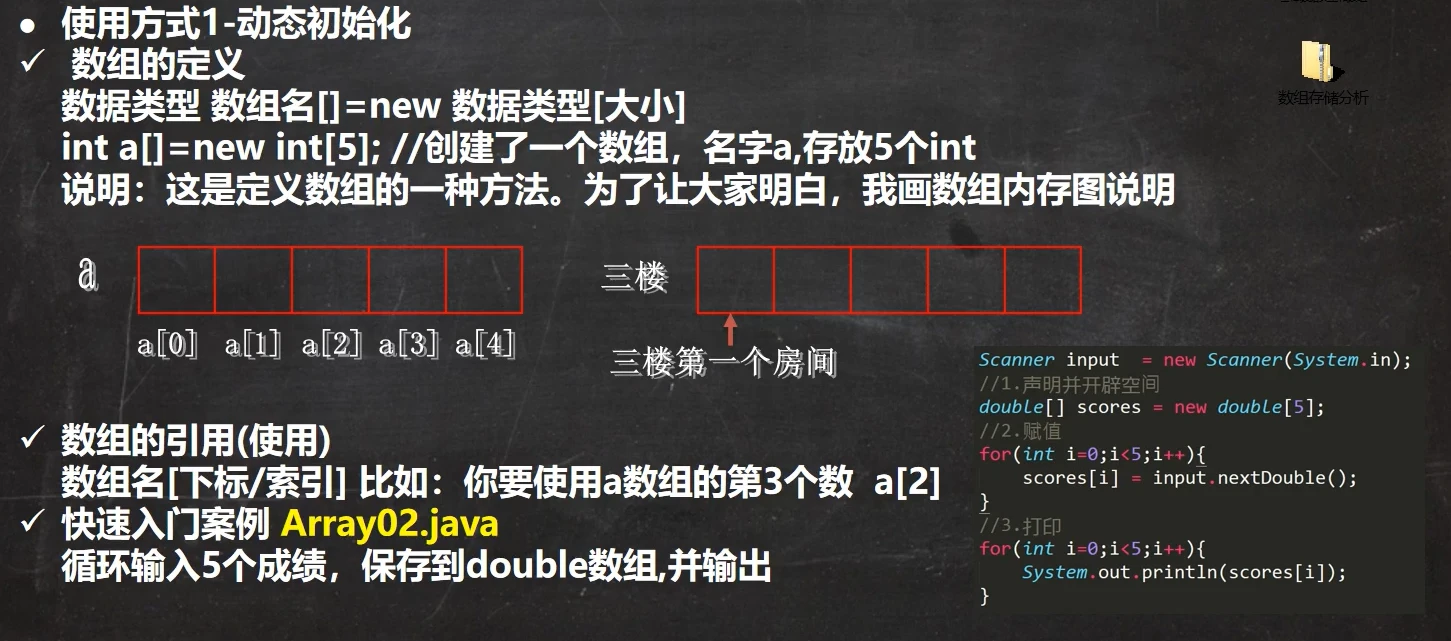 使用方式1-动态初始化
数组的定义
数据类型 数组名[]=new 数据类型[大小]
int a[]=new int[5]; //创建了一个数组，名字a,存放5个int
说明：这是定义数组的一种方法。为了让大家明白，我画数组内存图说明
数组存储分析
a
a[0] a[1] a[2] a[3] a[4]
三楼
三楼第一个房间
数组的引用(使用)
数组名[下标/索引] 比如：你要使用a数组的第3个数 a[2]
快速入门案例 Array02.java
循环输入5个成绩，保存到double数组,并输出
Scanner input = new Scanner(System.in);
//1.声明并开辟空间
double[] scores = new double[5];
//2.赋值
for(int i=0;i<5;i++){
scores[i] = input.nextDouble();
}
//3.打印
for(int i=0;i<5;i++){
System.out.println(scores[i]);
}